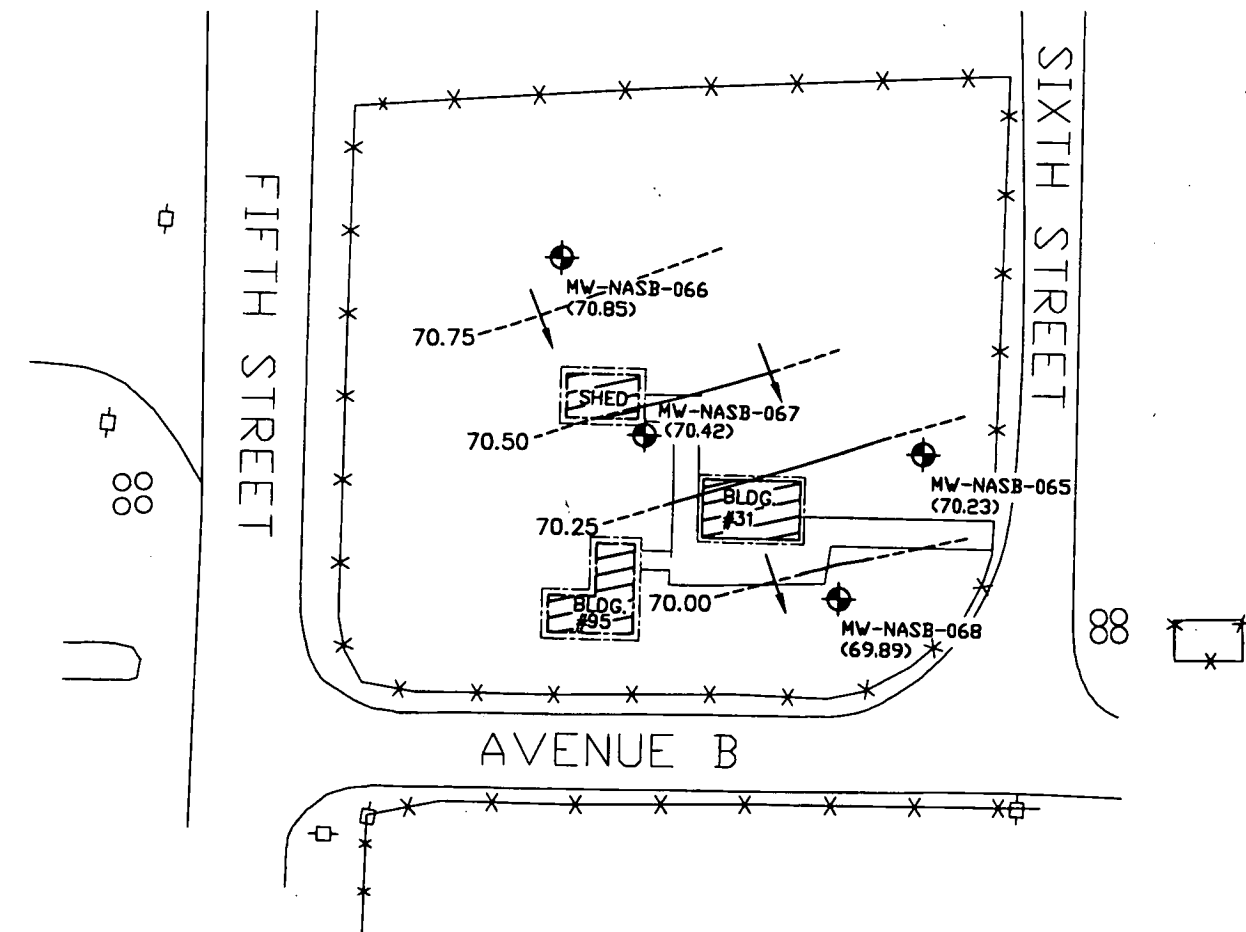 FIFTH STREET
SIXTH STREET
MW-NASB-066
(70.85)
70.75
SHED
MW-NASB-067
(70.42)
70.50
MW-NASB-065
(70.23)
BLDG.
#31
70.25
70.00
BLDG.
#95
MW-NASB-068
(69.89)
AVENUE B